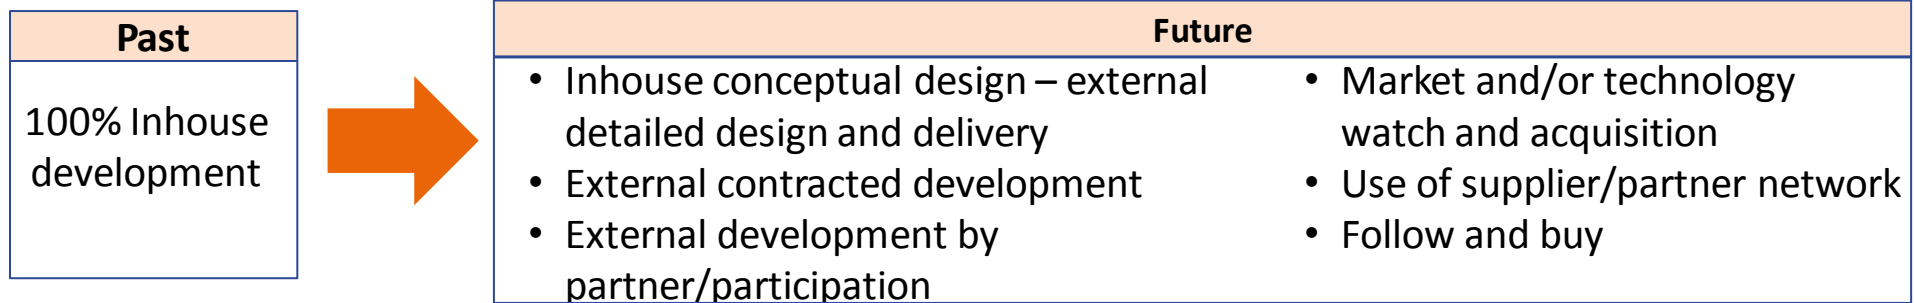 Past
100% Inhouse
development
Future
• Inhouse conceptual design – external
detailed design and delivery
• External contracted development
• External development by
partner/participation
• Market and/or technology
watch and acquisition
• Use of supplier/partner network
• Follow and buy